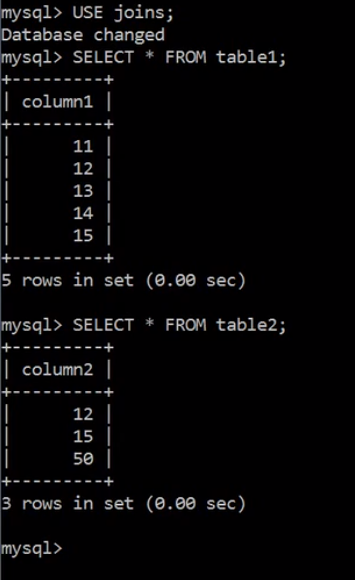 mysql> USE joins;
Database changed
mysql> SELECT * FROM table1;
+---------+
| column1 |
+---------+
|      11 |
|      12 |
|      13 |
|      14 |
|      15 |
+---------+
5 rows in set (0.00 sec)

mysql> SELECT * FROM table2;
+---------+
| column2 |
+---------+
|      12 |
|      15 |
|      50 |
+---------+
3 rows in set (0.00 sec)

mysql>